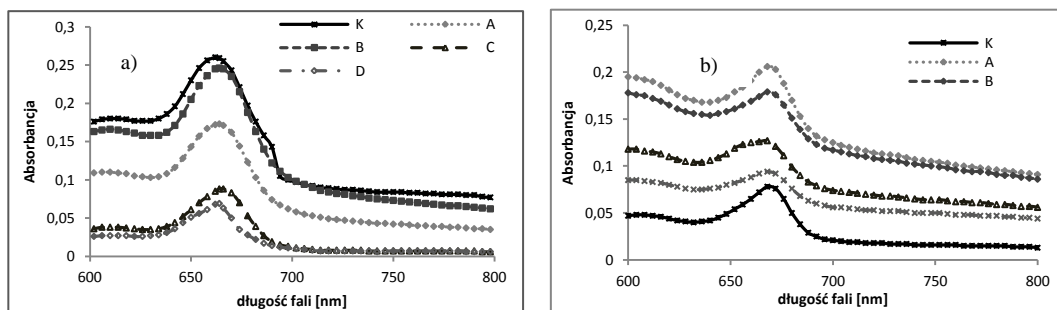 0,3
0,25
0,2
0,15
0,1
0,05
0
600
650
700
750
800
Absorbancja
długość fali [nm]
a)
K
A
B
C
D
0,25
0,2
0,15
0,1
0,05
0
600
650
700
750
800
Absorbancja
długość fali [nm]
b)
K
A
B